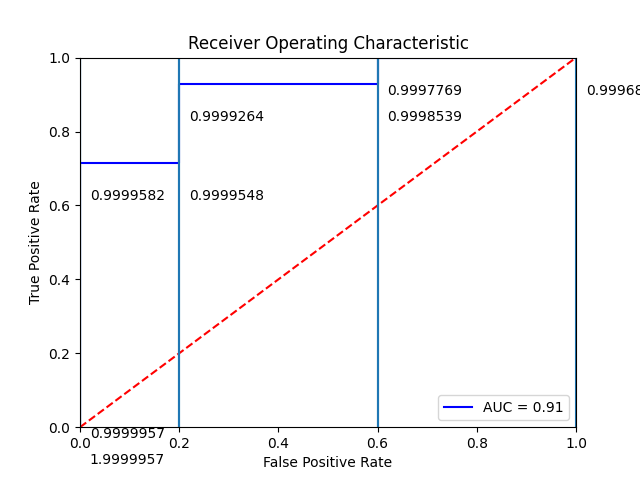 Receiver Operating Characteristic
1.0
0.9997769
0.99968
0.9999264
0.9998539
0.8
0.9999582
0.9999548
0.6
True Positive Rate
0.4
0.2
AUC = 0.91
0.0
0.9999957
0.0 0.2 0.4 0.6 0.8 1.0
1.9999957
False Positive Rate